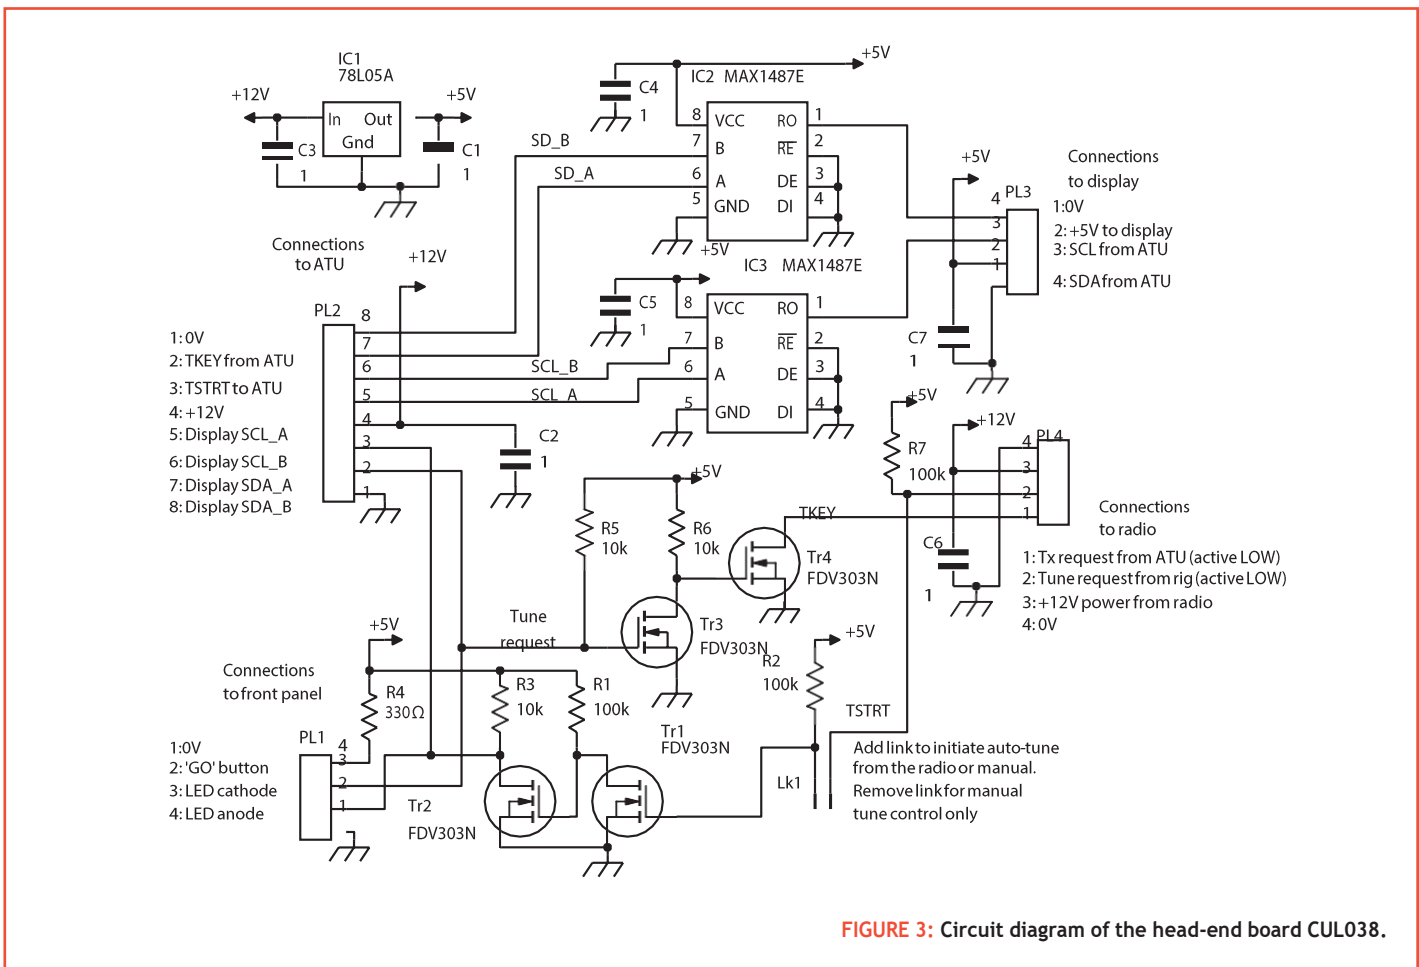 IC1
78L05A
+12V
+5V
In Out
Gnd
C3
1
C1
1
C4
1
+5V
IC2 MAX1487E
8 VCC RO 1
7 B RE 2
6 A DE 3
5 GND DI 4
SD_B
SD_A
+5V
IC3 MAX1487E
C5
1
8 VCC RO 1
7 B RE 2
6 A DE 3
5 GND DI 4
+5V
Connections
to display
PL3
4
3
2
1
1:0V
2:+5V to display
3:SCL from ATU
4:SDA from ATU
C7
1
Connections
to ATU
+12V
PL2
8
7
6
5
4
3
2
1
1:0V
2:TKEY from ATU
3:TSTRT to ATU
4:+12V
5:Display SCL_A
6:Display SCL_B
7:Display SDA_A
8:Display SDA_B
SCL_B
SCL_A
C2
1
+5V
R7
100k
+12V
PL4
4
3
2
1
C6
1
Connections
to radio
1:Tx request from ATU (active LOW)
2:Tune request from rig (active LOW)
3:+12V power from radio
4:0V
+5V
R5
10k
R6
10k
TKEY
Tr4
FDV303N
Tr3
FDV303N
Tune
request
+5V
Connections
to front panel
R4
330Ω
R3
10k
R1
100k
R2
100k
+5V
TSTRT
Tr1
FDV303N
PL1
4
3
2
1
1:0V
2:'GO' button
3:LED cathode
4:LED anode
Tr2
FDV303N
Lk1
Add link to initiate auto-tune
from the radio or manual.
Remove link for manual
tune control only
FIGURE 3: Circuit diagram of the head-end board CUL038.